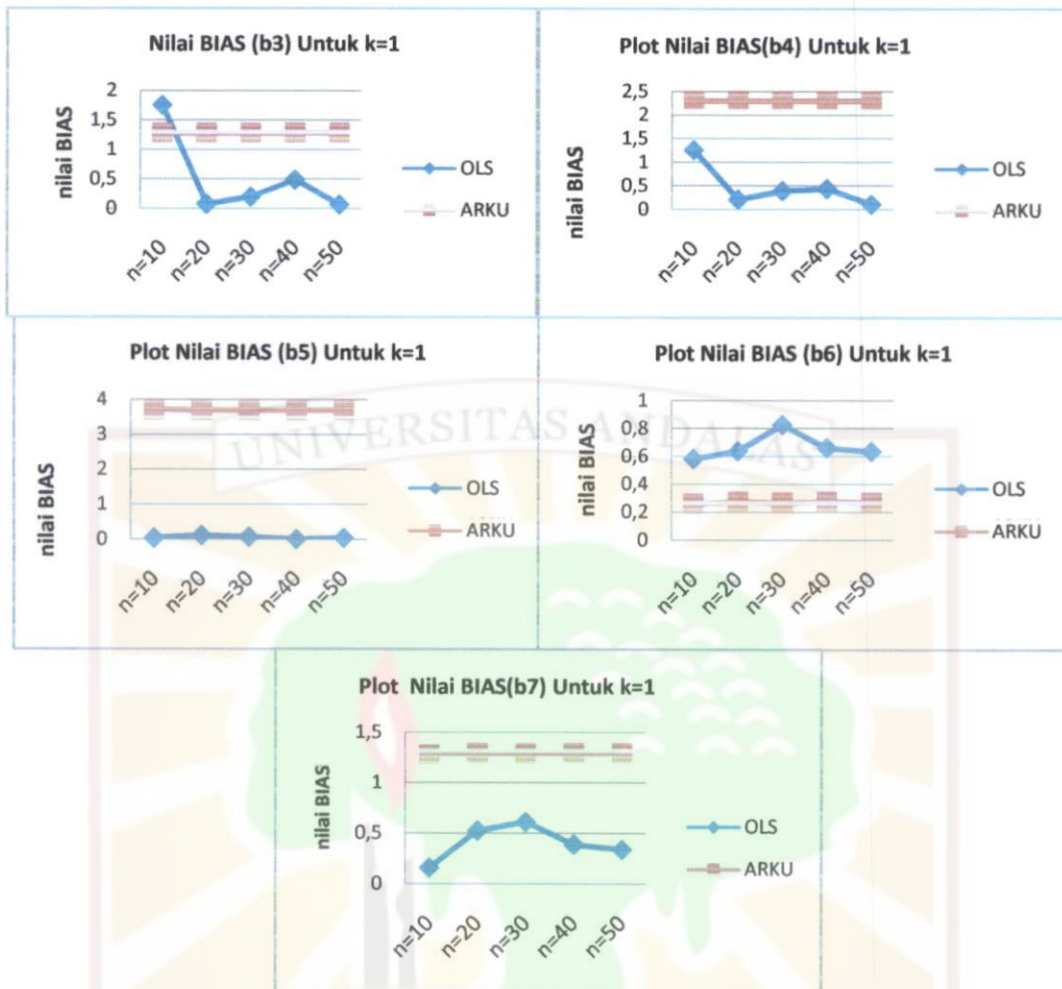 Nilai BIAS (b3) Untuk k=1
nilai BIAS
2
1,5
1
0,5
0
n=10
n=20
n=30
n=40
n=50
OLS
ARKU
Plot Nilai BIAS(b4) Untuk k=1
nilai BIAS
2,5
2
1,5
1
0,5
0
n=10
n=20
n=30
n=40
n=50
OLS
ARKU
Plot Nilai BIAS (b5) Untuk k=1
nilai BIAS
4
3
2
1
0
n=10
n=20
n=30
n=40
n=50
OLS
ARKU
Plot Nilai BIAS (b6) Untuk k=1
nilai BIAS
1
0,8
0,6
0,4
0,2
0
n=10
n=20
n=30
n=40
n=50
OLS
ARKU
UNIVERSITAS ANDALAS
Plot Nilai BIAS(b7) Untuk k=1
nilai BIAS
1,5
1
0,5
0
n=10
n=20
n=30
n=40
n=50
OLS
ARKU